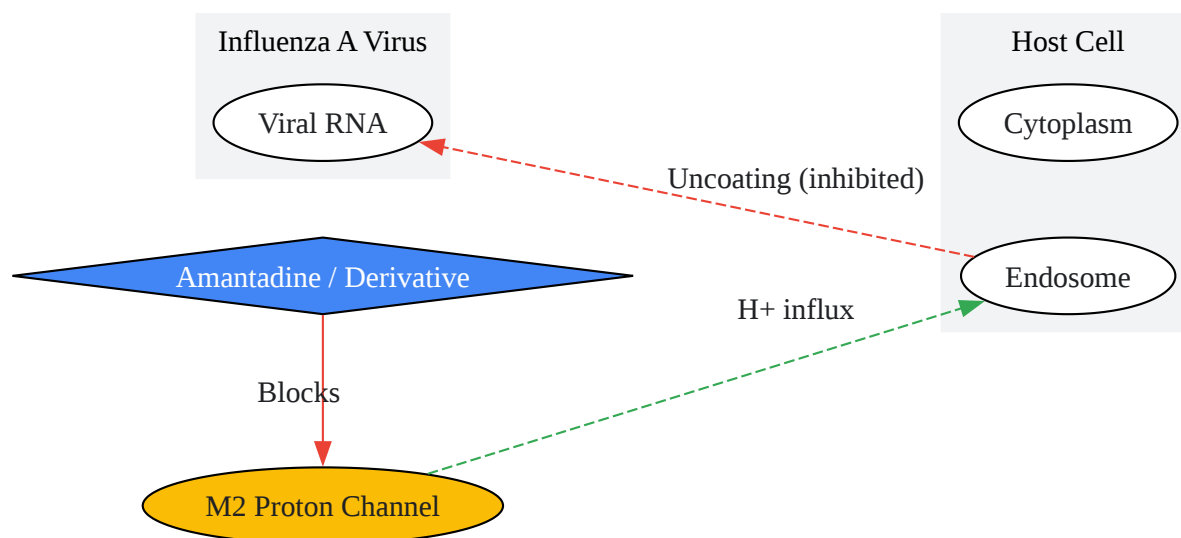 Influenza A Virus
Host Cell
Viral RNA
Cytoplasm
Uncoating (inhibited)
Amantadine / Derivative
Endosome
H+ influx
Blocks
M2 Proton Channel